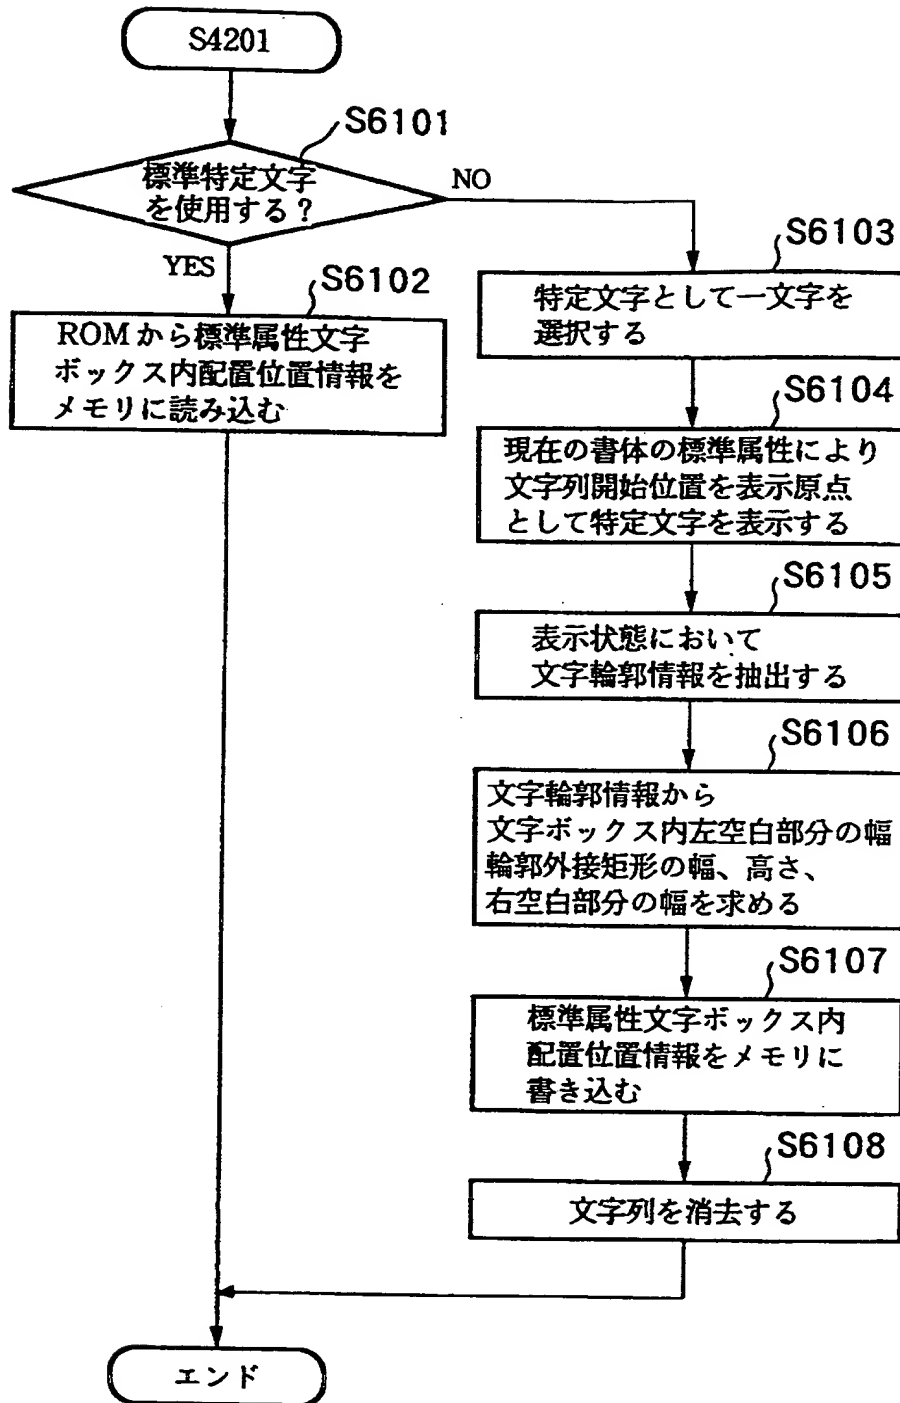 S4201
S6101
標準特定文字
を使用する？
NO
YES
S6102
ROMから標準属性文字
ボックス内配置位置情報を
メモリに読み込む
S6103
特定文字として一文字を
選択する
S6104
現在の書体の標準属性により
文字列開始位置を表示原点
として特定文字を表示する
S6105
表示状態において
文字輪郭情報を抽出する
S6106
文字輪郭情報から
文字ボックス内左空白部分の幅
輪郭外接矩形の幅、高さ、
右空白部分の幅を求める
S6107
標準属性文字ボックス内
配置位置情報をメモリに
書き込む
S6108
文字列を消去する
エンド